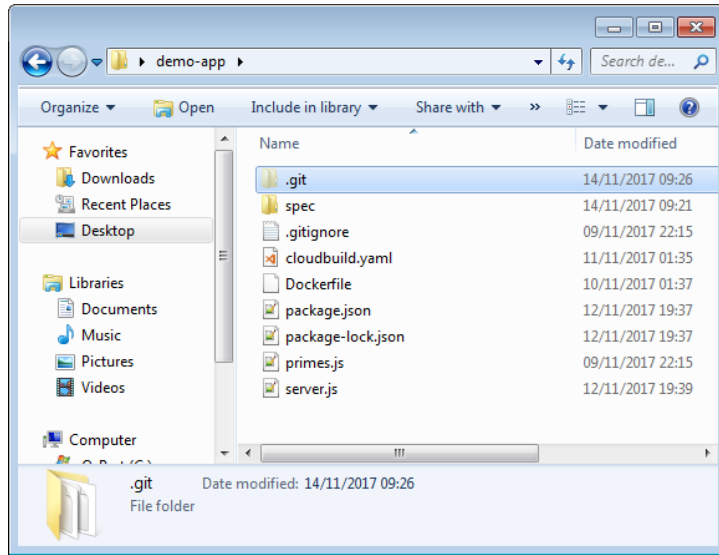 demo-app
Search de...
Organize Open Include in library Share with »
Favorites
Downloads
Recent Places
Desktop
Libraries
Documents
Music
Pictures
Videos
Computer
Name Date modified
.git 14/11/2017 09:26
spec 14/11/2017 09:21
.gitignore 09/11/2017 22:15
cloudbuild.yaml 11/11/2017 01:35
Dockerfile 10/11/2017 01:37
package.json 12/11/2017 19:37
package-lock.json 12/11/2017 19:37
primes.js 09/11/2017 22:15
server.js 12/11/2017 19:39
.git Date modified: 14/11/2017 09:26
File folder